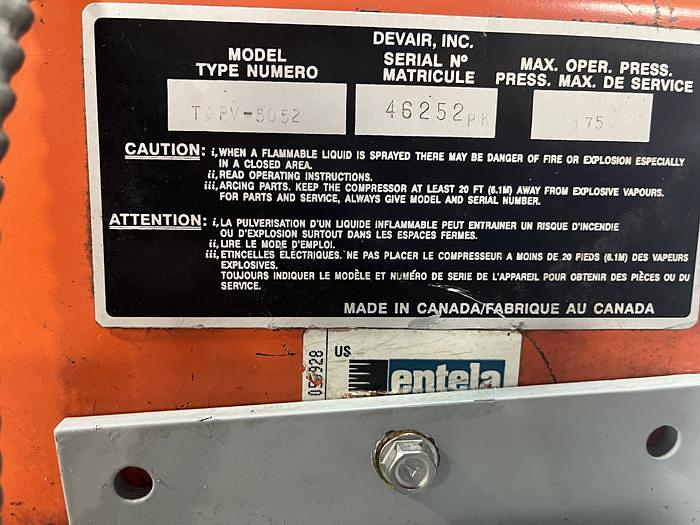 DEVAIR, INC.
MODEL
TYPE NUMERO
SERIAL Nº
MATRICULE
MAX. OPER. PRESS.
PRESS. MAX. DE SERVICE
TAPV-5052
46252PK
175
CAUTION: i, WHEN A FLAMMABLE LIQUID IS SPRAYED THERE MAY BE DANGER OF FIRE OR EXPLOSION ESPECIALLY
IN A CLOSED AREA.
ii, READ OPERATING INSTRUCTIONS.
iii, ARCING PARTS. KEEP THE COMPRESSOR AT LEAST 20 FT (6.1M) AWAY FROM EXPLOSIVE VAPOURS.
FOR PARTS AND SERVICE, ALWAYS GIVE MODEL AND SERIAL NUMBER.
ATTENTION: i, LA PULVERISATION D'UN LIQUIDE INFLAMMABLE PEUT ENTRAINER UN RISQUE D'INCENDIE
OU D'EXPLOSION SURTOUT DANS LES ESPACES FERMES.
ii, LIRE LE MODE D'EMPLOI.
iii, ETINCELLES ELECTRIQUES. NE PAS PLACER LE COMPRESSEUR A MOINS DE 20 PIEDS (6.1M) DES VAPEURS
EXPLOSIVES.
TOUJOURS INDIQUER LE MODÈLE ET NUMÉRO DE SERIE DE L'APPAREIL POUR OBTENIR DES PIÈCES OU DU
SERVICE.
MADE IN CANADA/FABRIQUE AU CANADA
US
entela